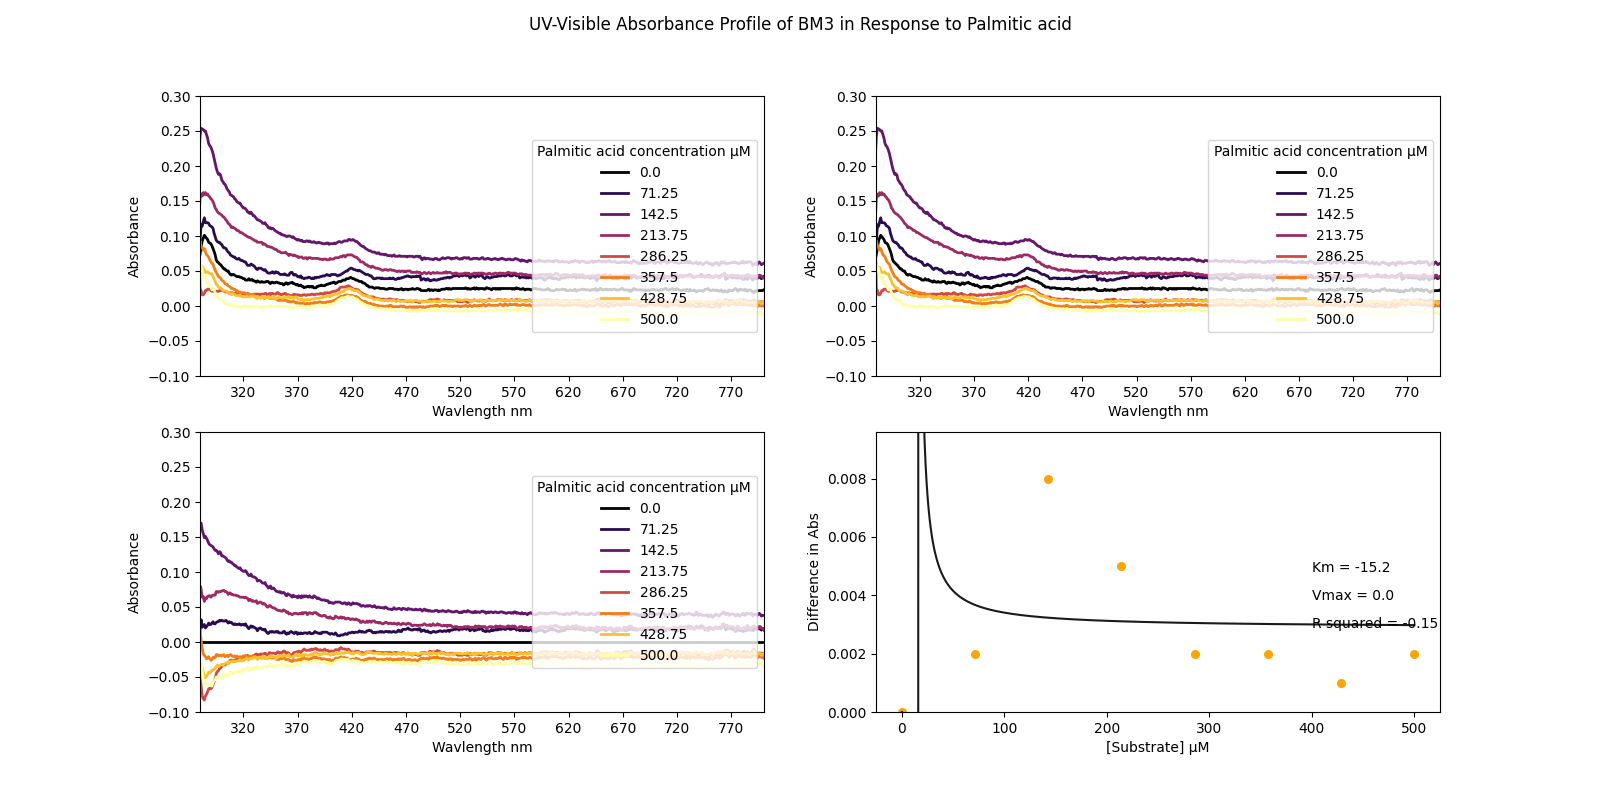 UV-Visible Absorbance Profile of BM3 in Response to Palmitic acid
0.30
0.25
0.20
0.15
0.10
0.05
0.00
−0.05
−0.10
Absorbance
Palmitic acid concentration µM
0.0
71.25
142.5
213.75
286.25
357.5
428.75
500.0
320 370 420 470 520 570 620 670 720 770
Wavlength nm
0.30
0.25
0.20
0.15
0.10
0.05
0.00
−0.05
−0.10
Absorbance
Palmitic acid concentration µM
0.0
71.25
142.5
213.75
286.25
357.5
428.75
500.0
320 370 420 470 520 570 620 670 720 770
Wavlength nm
0.30
0.25
0.20
0.15
0.10
0.05
0.00
−0.05
−0.10
Absorbance
Palmitic acid concentration µM
0.0
71.25
142.5
213.75
286.25
357.5
428.75
500.0
320 370 420 470 520 570 620 670 720 770
Wavlength nm
0.008
0.006
0.004
0.002
0.000
Difference in Abs
Km = -15.2
Vmax = 0.0
R squared = -0.15
0 100 200 300 400 500
[Substrate] µM